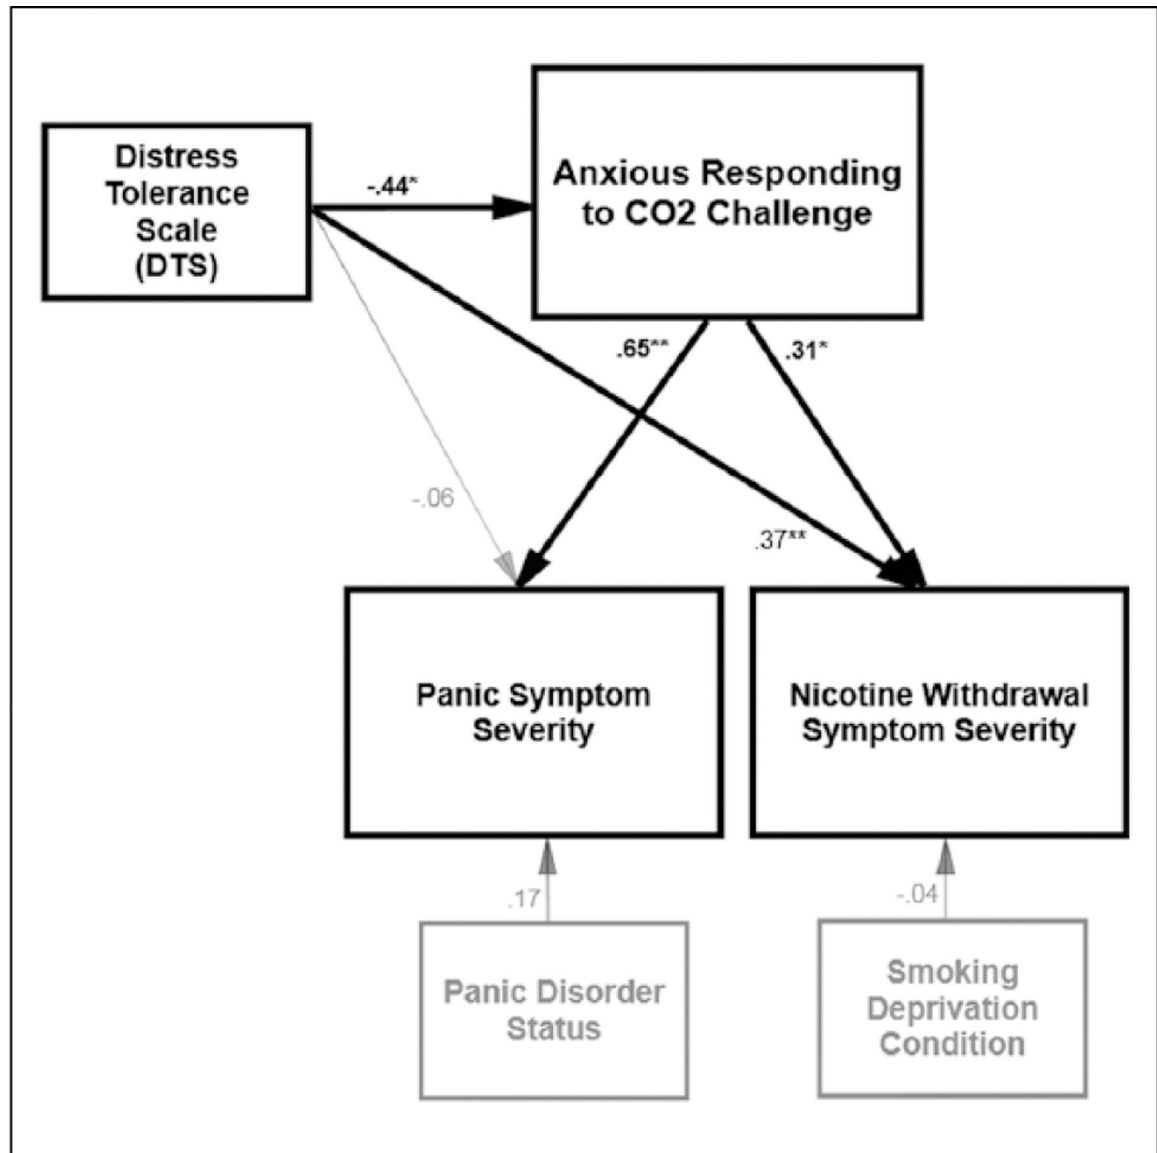 Distress
Tolerance
Scale
(DTS)
-.44*
Anxious Responding
to CO2 Challenge
.65**
.31*
-.06
.37**
Panic Symptom
Severity
Nicotine Withdrawal
Symptom Severity
.17
-.04
Panic Disorder
Status
Smoking
Deprivation
Condition